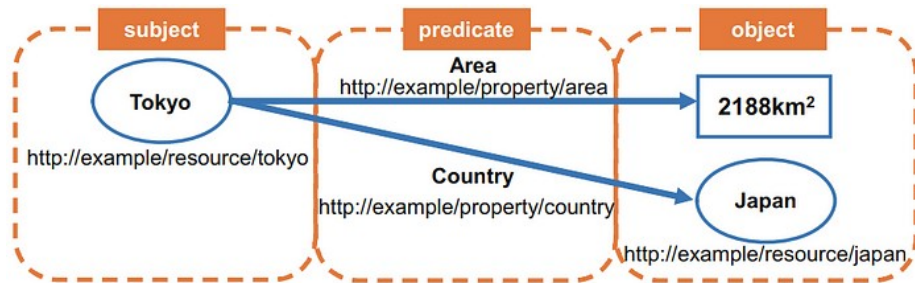 subject
predicate
object
Tokyo
http://example/resource/tokyo
Area
http://example/property/area
2188km²
Country
http://example/property/country
Japan
http://example/resource/japan